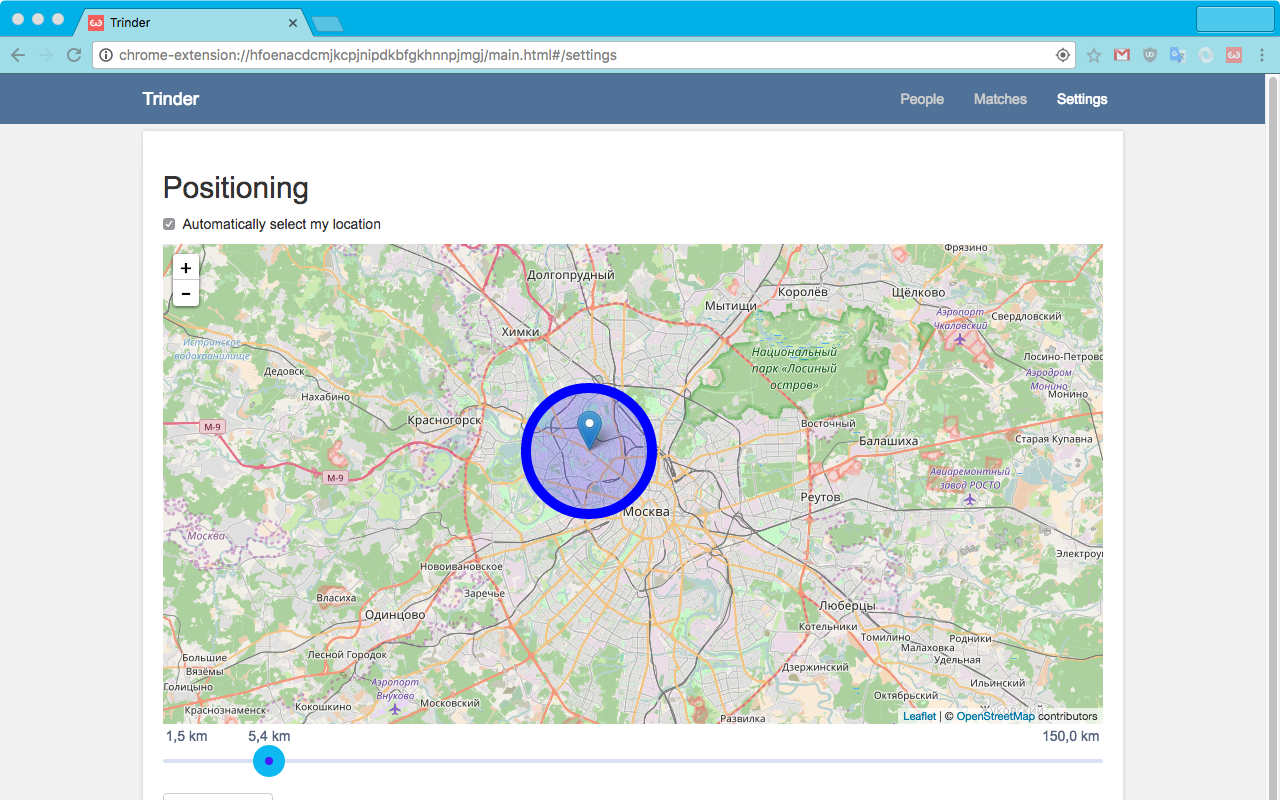 Trinder
chrome-extension://hfoenacdcmjkcpjnipdkbfgkhnnpjmgj/main.html#/settings
Trinder
People
Matches
Settings
Positioning
Automatically select my location
+
-
Фрязино
Долгопрудный
Королёв
Щёлково
Мытищи
Аэропорт
Чкаловский
Свердловский
Химки
Истринское
водохранилище
Национальный
парк «Лосиный
остров»
Лосино-Петровс
Дедовск
Аэродром
Монино
Монино
Нахабино
Красногорск
М-9
Восточный
Балашиха
Старая Купавна
М-9
Авиаремонтный
завод РОСТО
Реутов
Москва
Москва
Электроу
Новоивановское
Заречье
Власиха
Одинцово
Люберцы
Котельники
Томилино
Родники
Малаховка
Удельная
Большие
Вязёмы
Лесной Городок
Дзержинский
Голицыно
Аэропорт
Внуково
Ильинский
Октябрьский
Краснознаменск
Кокошкино
Московский
Развилка
Жуковский
Leaflet | © OpenStreetMap contributors
1,5 km
5,4 km
150,0 km